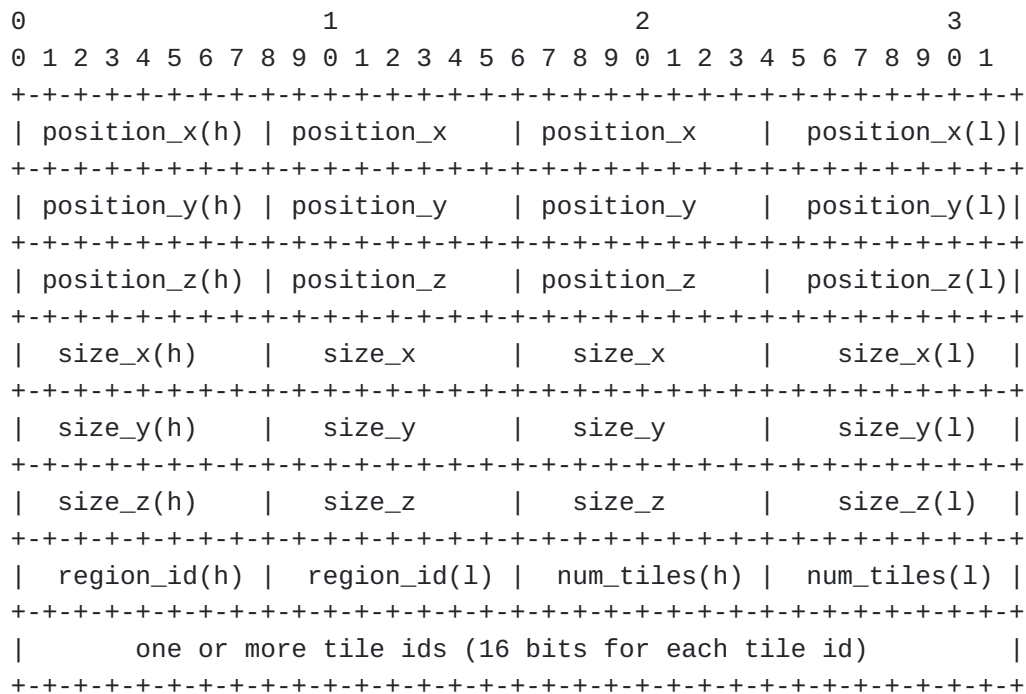 0                   1                   2                   3
0 1 2 3 4 5 6 7 8 9 0 1 2 3 4 5 6 7 8 9 0 1 2 3 4 5 6 7 8 9 0 1
+-+-+-+-+-+-+-+-+-+-+-+-+-+-+-+-+-+-+-+-+-+-+-+-+-+-+-+-+-+-+-+-+
| position_x(h) | position_x    | position_x    |  position_x(l)|
+-+-+-+-+-+-+-+-+-+-+-+-+-+-+-+-+-+-+-+-+-+-+-+-+-+-+-+-+-+-+-+-+
| position_y(h) | position_y    | position_y    |  position_y(l)|
+-+-+-+-+-+-+-+-+-+-+-+-+-+-+-+-+-+-+-+-+-+-+-+-+-+-+-+-+-+-+-+-+
| position_z(h) | position_z    | position_z    |  position_z(l)|
+-+-+-+-+-+-+-+-+-+-+-+-+-+-+-+-+-+-+-+-+-+-+-+-+-+-+-+-+-+-+-+-+
|  size_x(h)    |   size_x      |   size_x      |    size_x(l)  |
+-+-+-+-+-+-+-+-+-+-+-+-+-+-+-+-+-+-+-+-+-+-+-+-+-+-+-+-+-+-+-+-+
|  size_y(h)    |   size_y      |   size_y      |    size_y(l)  |
+-+-+-+-+-+-+-+-+-+-+-+-+-+-+-+-+-+-+-+-+-+-+-+-+-+-+-+-+-+-+-+-+
|  size_z(h)    |   size_z      |   size_z      |    size_z(l)  |
+-+-+-+-+-+-+-+-+-+-+-+-+-+-+-+-+-+-+-+-+-+-+-+-+-+-+-+-+-+-+-+-+
|  region_id(h) |  region_id(l) |  num_tiles(h) |  num_tiles(l) |
+-+-+-+-+-+-+-+-+-+-+-+-+-+-+-+-+-+-+-+-+-+-+-+-+-+-+-+-+-+-+-+-+
|       one or more tile ids (16 bits for each tile id)         |
+-+-+-+-+-+-+-+-+-+-+-+-+-+-+-+-+-+-+-+-+-+-+-+-+-+-+-+-+-+-+-+-+